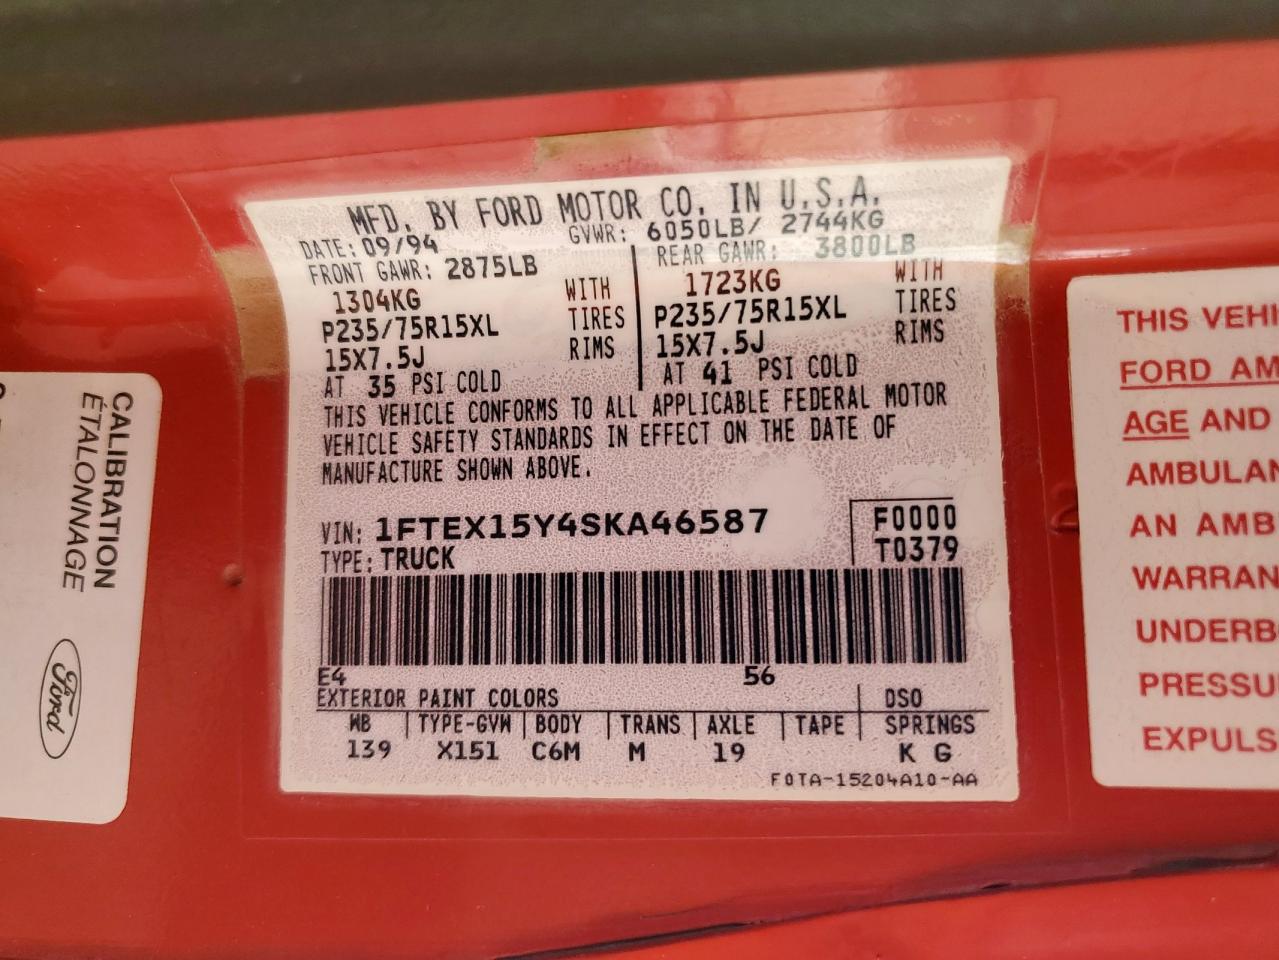 MFD. BY FORD MOTOR CO. IN U.S.A.
DATE: 09/94 GVWR: 6050LB/ 2744KG
FRONT GAWR: 2875LB REAR GAWR: 3800LB
1304KG WITH 1723KG WITH
P235/75R15XL TIRES P235/75R15XL TIRES
15X7.5J RIMS 15X7.5J RIMS
AT 35 PSI COLD AT 41 PSI COLD
THIS VEHICLE CONFORMS TO ALL APPLICABLE FEDERAL MOTOR
VEHICLE SAFETY STANDARDS IN EFFECT ON THE DATE OF
MANUFACTURE SHOWN ABOVE.
VIN: 1FTEX15Y4SKA46587 F0000
TYPE: TRUCK T0379
E4 56
EXTERIOR PAINT COLORS DSO
WB TYPE-GVW BODY TRANS AXLE TAPE SPRINGS
139 X151 C6M M 19 K G
F0TA-15204A10-AA
CALIBRATION
ÉTALONNAGE
Ford
THIS VEHI
FORD AM
AGE AND
AMBULAN
AN AMB
WARRAN
UNDERB
PRESSU
EXPULS